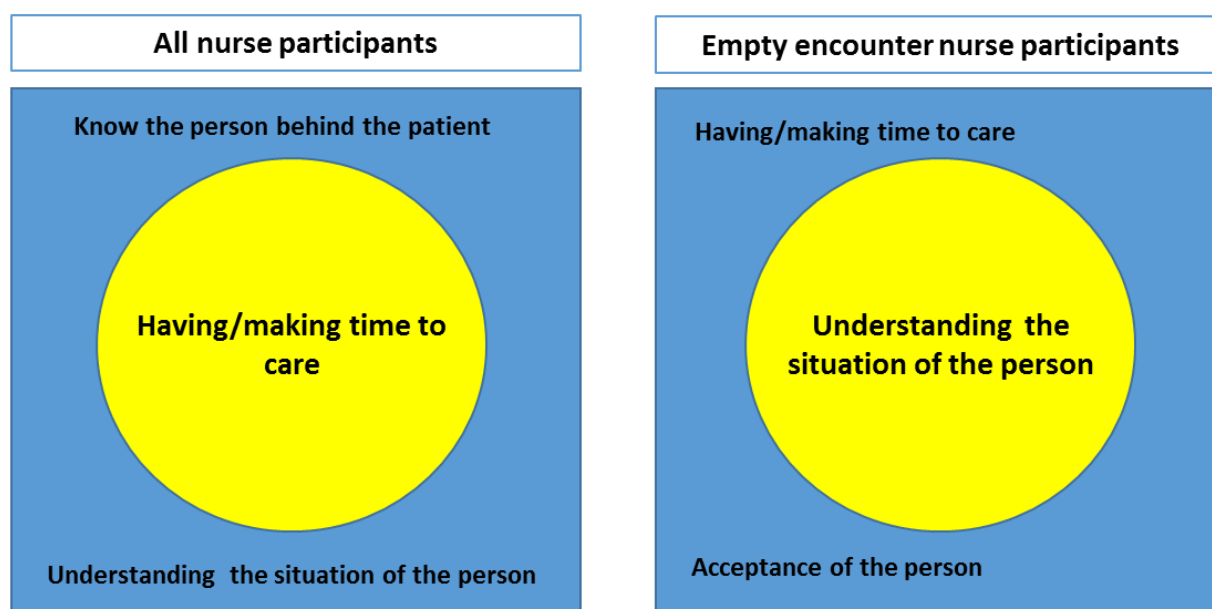 All nurse participants
Know the person behind the patient
Having/making time to
care
Understanding the situation of the person
Empty encounter nurse participants
Having/making time to care
Understanding the
situation of the person
Acceptance of the person